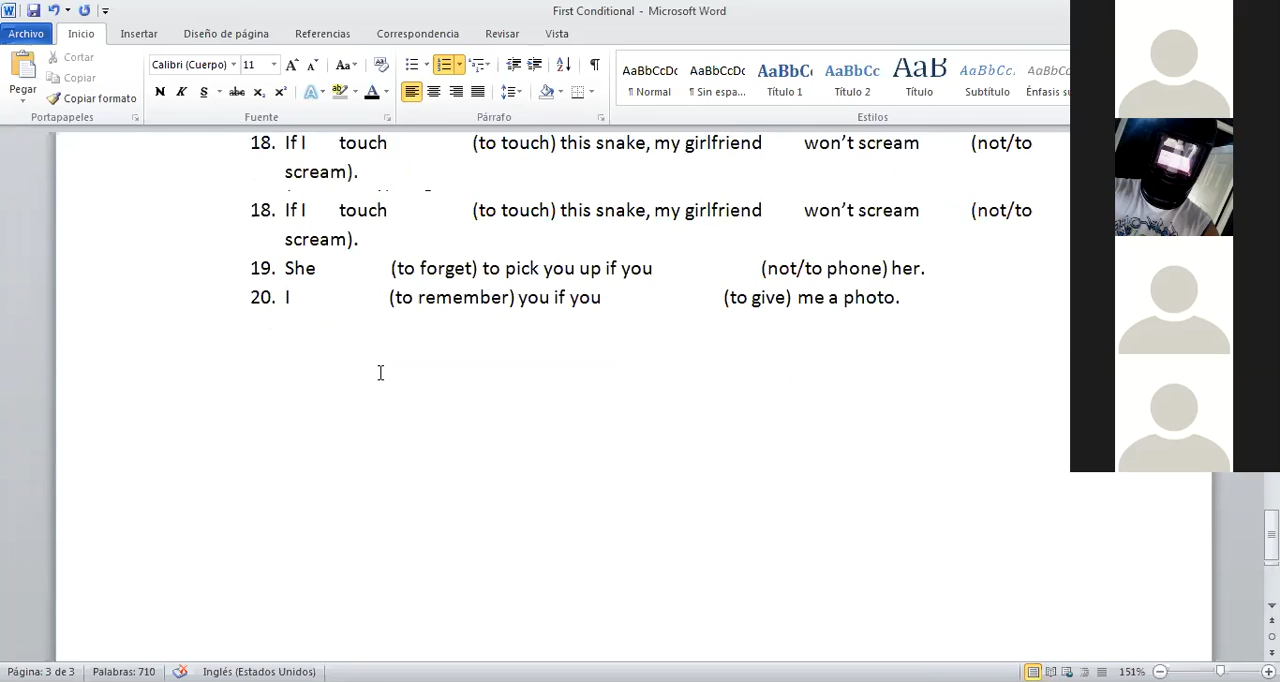 First Conditional - Microsoft Word
Archivo Inicio Insertar Diseño de página Referencias Correspondencia Revisar Vista
Pegar
Cortar
Copiar
Copiar formato
Portapapeles
Calibri (Cuerpo) 11
Fuente
Párrafo
AaBbCcDc AaBbCcDc AaBbC AaBbCc AaB AaBbCc. AaBbCc
¶ Normal ¶ Sin espa... Título 1 Título 2 Título Subtítulo Énfasis
Estilos
18. If I touch (to touch) this snake, my girlfriend won’t scream (not/to
scream).
18. If I touch (to touch) this snake, my girlfriend won’t scream (not/to
scream).
19. She (to forget) to pick you up if you (not/to phone) her.
20. I (to remember) you if you (to give) me a photo.
Página: 3 de 3 Palabras: 710 Inglés (Estados Unidos) 151%